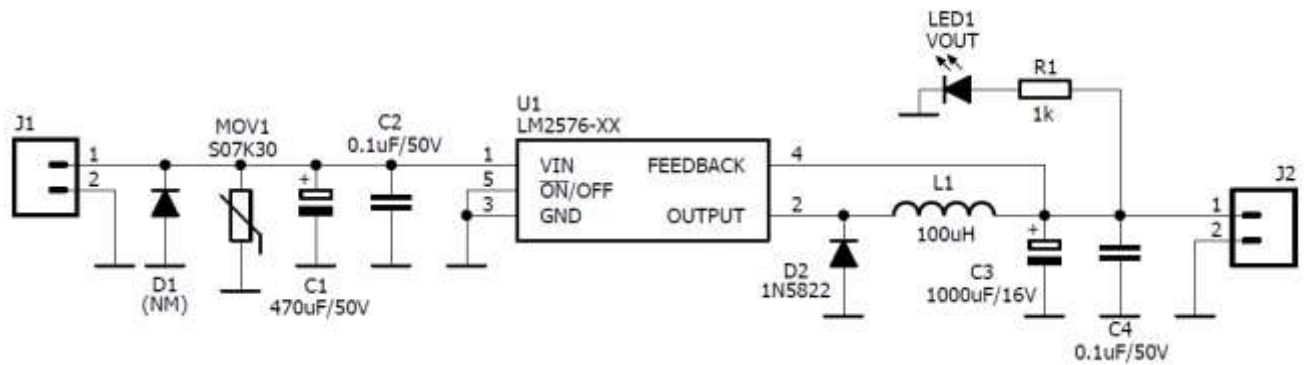 LED1
VOUT
R1
1k
J1
1
2
MOV1
S07K30
C2
0.1uF/50V
U1
LM2576-XX
1
5
3
VIN
ON/OFF
GND
FEEDBACK
OUTPUT
4
2
L1
100uH
J2
1
2
D1
(NM)
C1
470uF/50V
+
D2
1N5822
C3
1000uF/16V
+
C4
0.1uF/50V